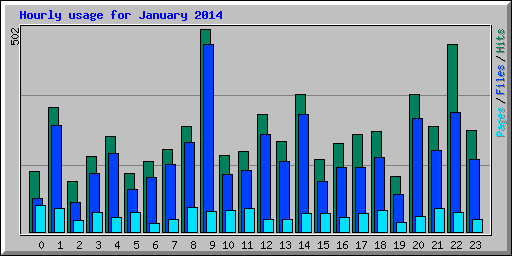 Hourly usage for January 2014
502
Pages/Files/Hits
0 1 2 3 4 5 6 7 8 9 10 11 12 13 14 15 16 17 18 19 20 21 22 23